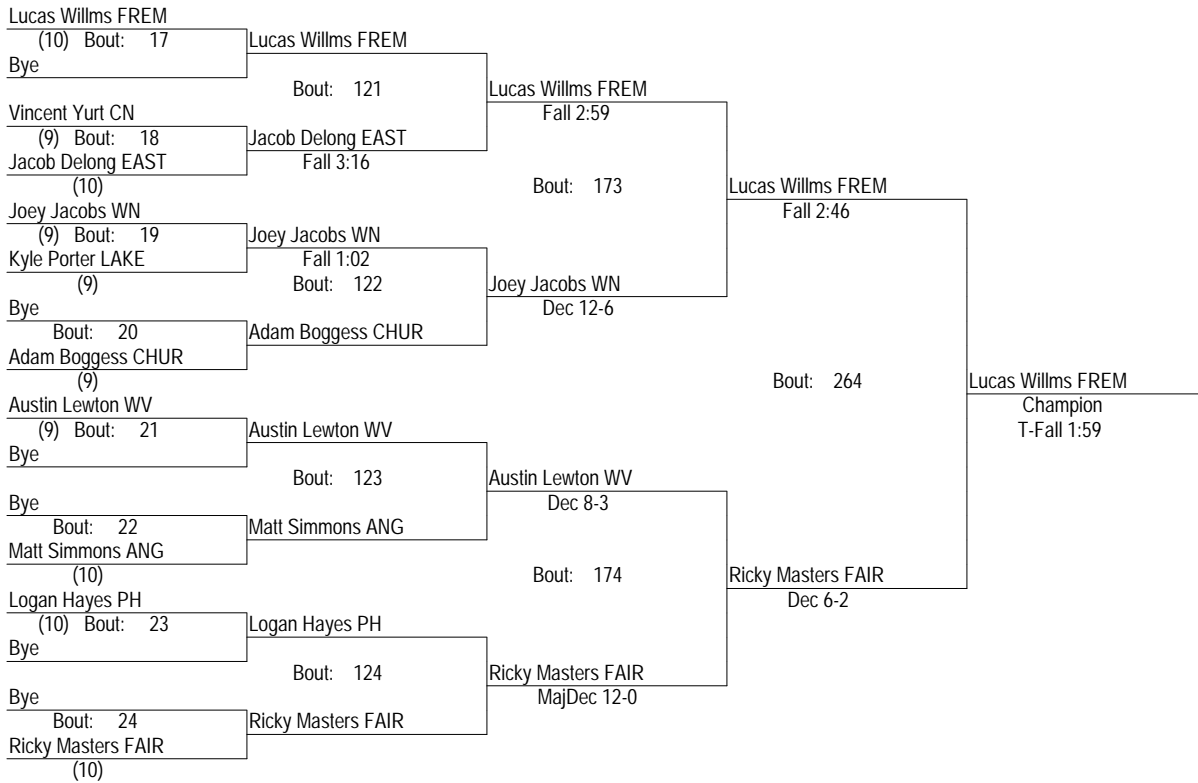 Lucas Willms FREM
(10) Bout: 17
Bye
Vincent Yurt CN
(9) Bout: 18
Jacob Delong EAST
(10)
Joey Jacobs WN
(9) Bout: 19
Kyle Porter LAKE
(9)
Bye
Bout: 20
Adam Boggess CHUR
(9)
Austin Lewton WV
(9) Bout: 21
Bye
Bye
Bout: 22
Matt Simmons ANG
(10)
Logan Hayes PH
(10) Bout: 23
Bye
Bye
Bout: 24
Ricky Masters FAIR
(10)
Lucas Willms FREM
Bout: 121
Jacob Delong EAST
Fall 3:16
Joey Jacobs WN
Fall 1:02
Bout: 122
Adam Boggess CHUR
Austin Lewton WV
Bout: 123
Matt Simmons ANG
Logan Hayes PH
Bout: 124
Ricky Masters FAIR
Lucas Willms FREM
Fall 2:59
Bout: 173
Joey Jacobs WN
Dec 12-6
Austin Lewton WV
Dec 8-3
Bout: 174
Ricky Masters FAIR
MajDec 12-0
Lucas Willms FREM
Fall 2:46
Bout: 264
Ricky Masters FAIR
Dec 6-2
Lucas Willms FREM
Champion
T-Fall 1:59